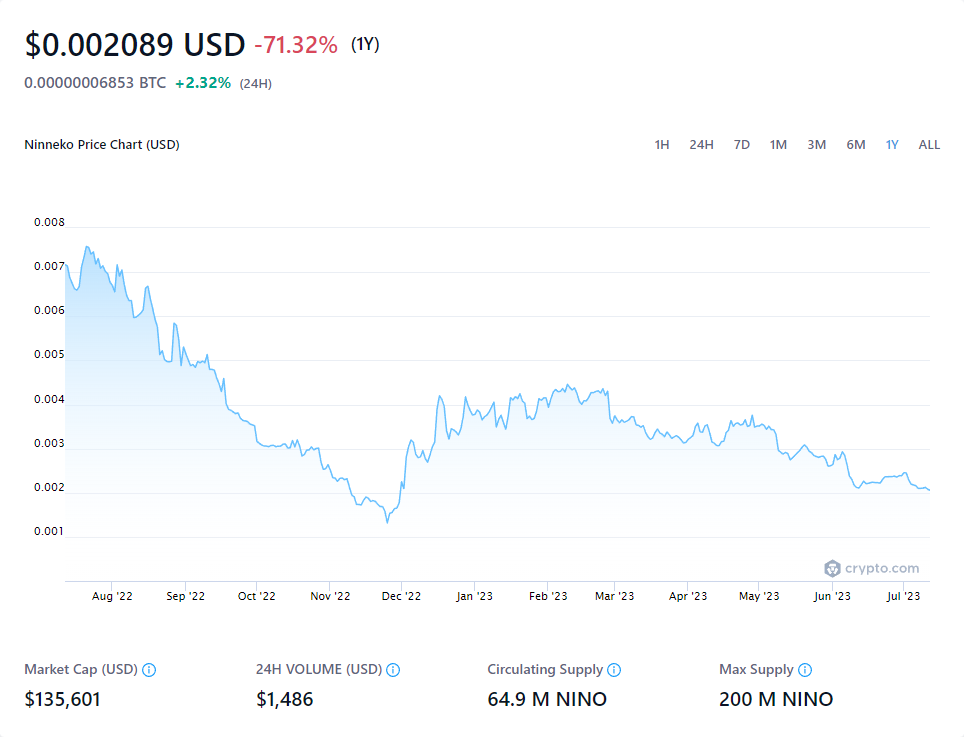 $0.002089 USD -71.32% (1Y)
0.00000006853 BTC +2.32% (24H)
Ninneko Price Chart (USD) 1H 24H 7D 1M 3M 6M 1Y ALL
0.008
0.007
0.006
0.005
0.004
0.003
0.002
0.001
crypto.com
Aug '22 Sep '22 Oct '22 Nov '22 Dec '22 Jan '23 Feb '23 Mar '23 Apr '23 May '23 Jun '23 Jul '23
Market Cap (USD) 24H VOLUME (USD) Circulating Supply Max Supply
$135,601 $1,486 64.9 M NINO 200 M NINO